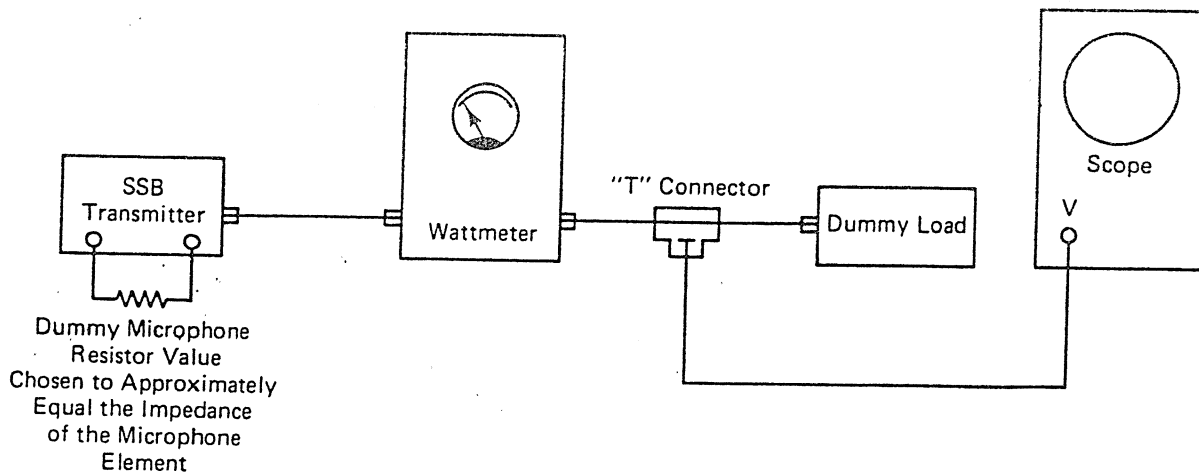 SSB
Transmitter
Wattmeter
"T" Connector
Dummy Load
Scope
V
Dummy Microphone
Resistor Value
Chosen to Approximately
Equal the Impedance
of the Microphone
Element